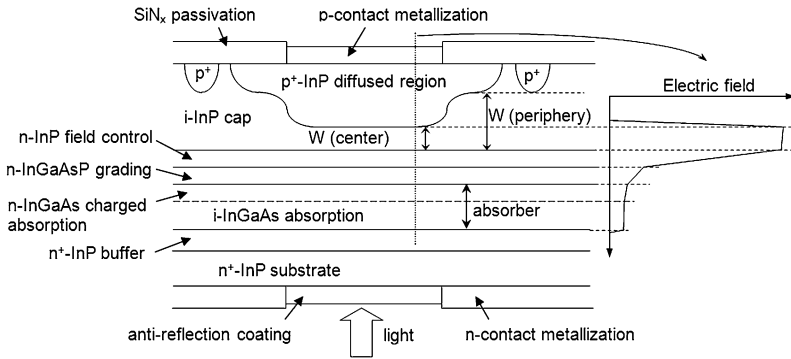 SiNx passivation
p-contact metallization
p+
p+-InP diffused region
p+
Electric field
i-InP cap
W (periphery)
W (center)
n-InP field control
n-InGaAsP grading
n-InGaAs charged
absorption
i-InGaAs absorption
absorber
n+-InP buffer
n+-InP substrate
anti-reflection coating
light
n-contact metallization